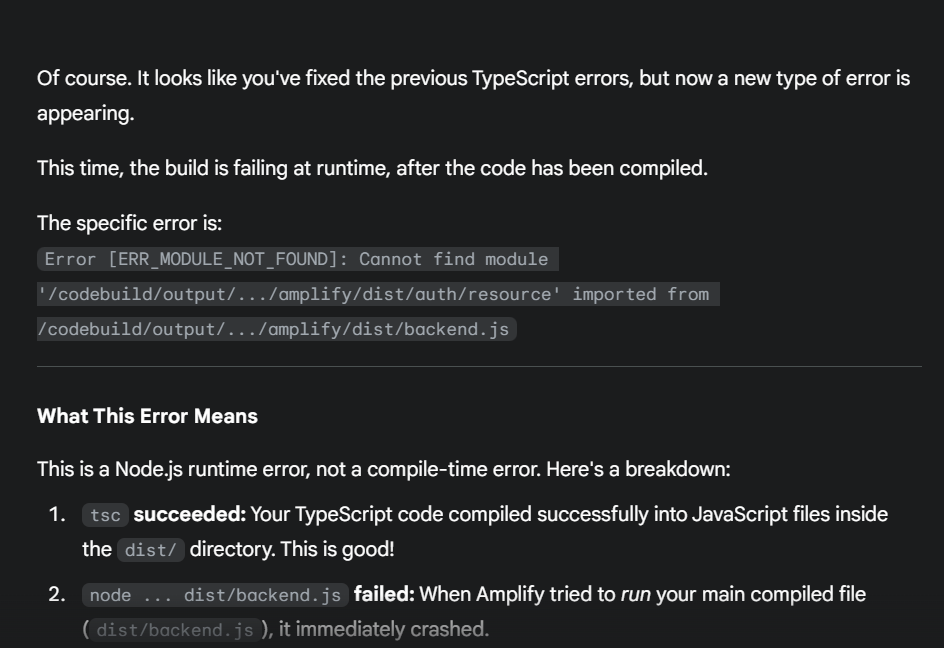 Of course. It looks like you've fixed the previous TypeScript errors, but now a new type of error is
appearing.
This time, the build is failing at runtime, after the code has been compiled.
The specific error is:
Error [ERR_MODULE_NOT_FOUND]: Cannot find module
'/codebuild/output/.../amplify/dist/auth/resource' imported from
/codebuild/output/.../amplify/dist/backend.js
What This Error Means
This is a Node.js runtime error, not a compile-time error. Here's a breakdown:
1. tsc succeeded: Your TypeScript code compiled successfully into JavaScript files inside
the dist/ directory. This is good!
2. node ... dist/backend.js failed: When Amplify tried to run your main compiled file
(dist/backend.js), it immediately crashed.